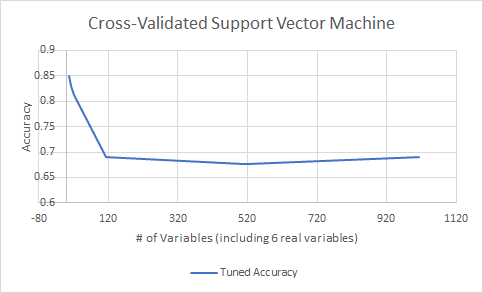 Cross-Validated Support Vector Machine
0.9
0.85
0.8
0.75
0.7
0.65
0.6
Accuracy
-80 120 320 520 720 920 1120
# of Variables (including 6 real variables)
Tuned Accuracy